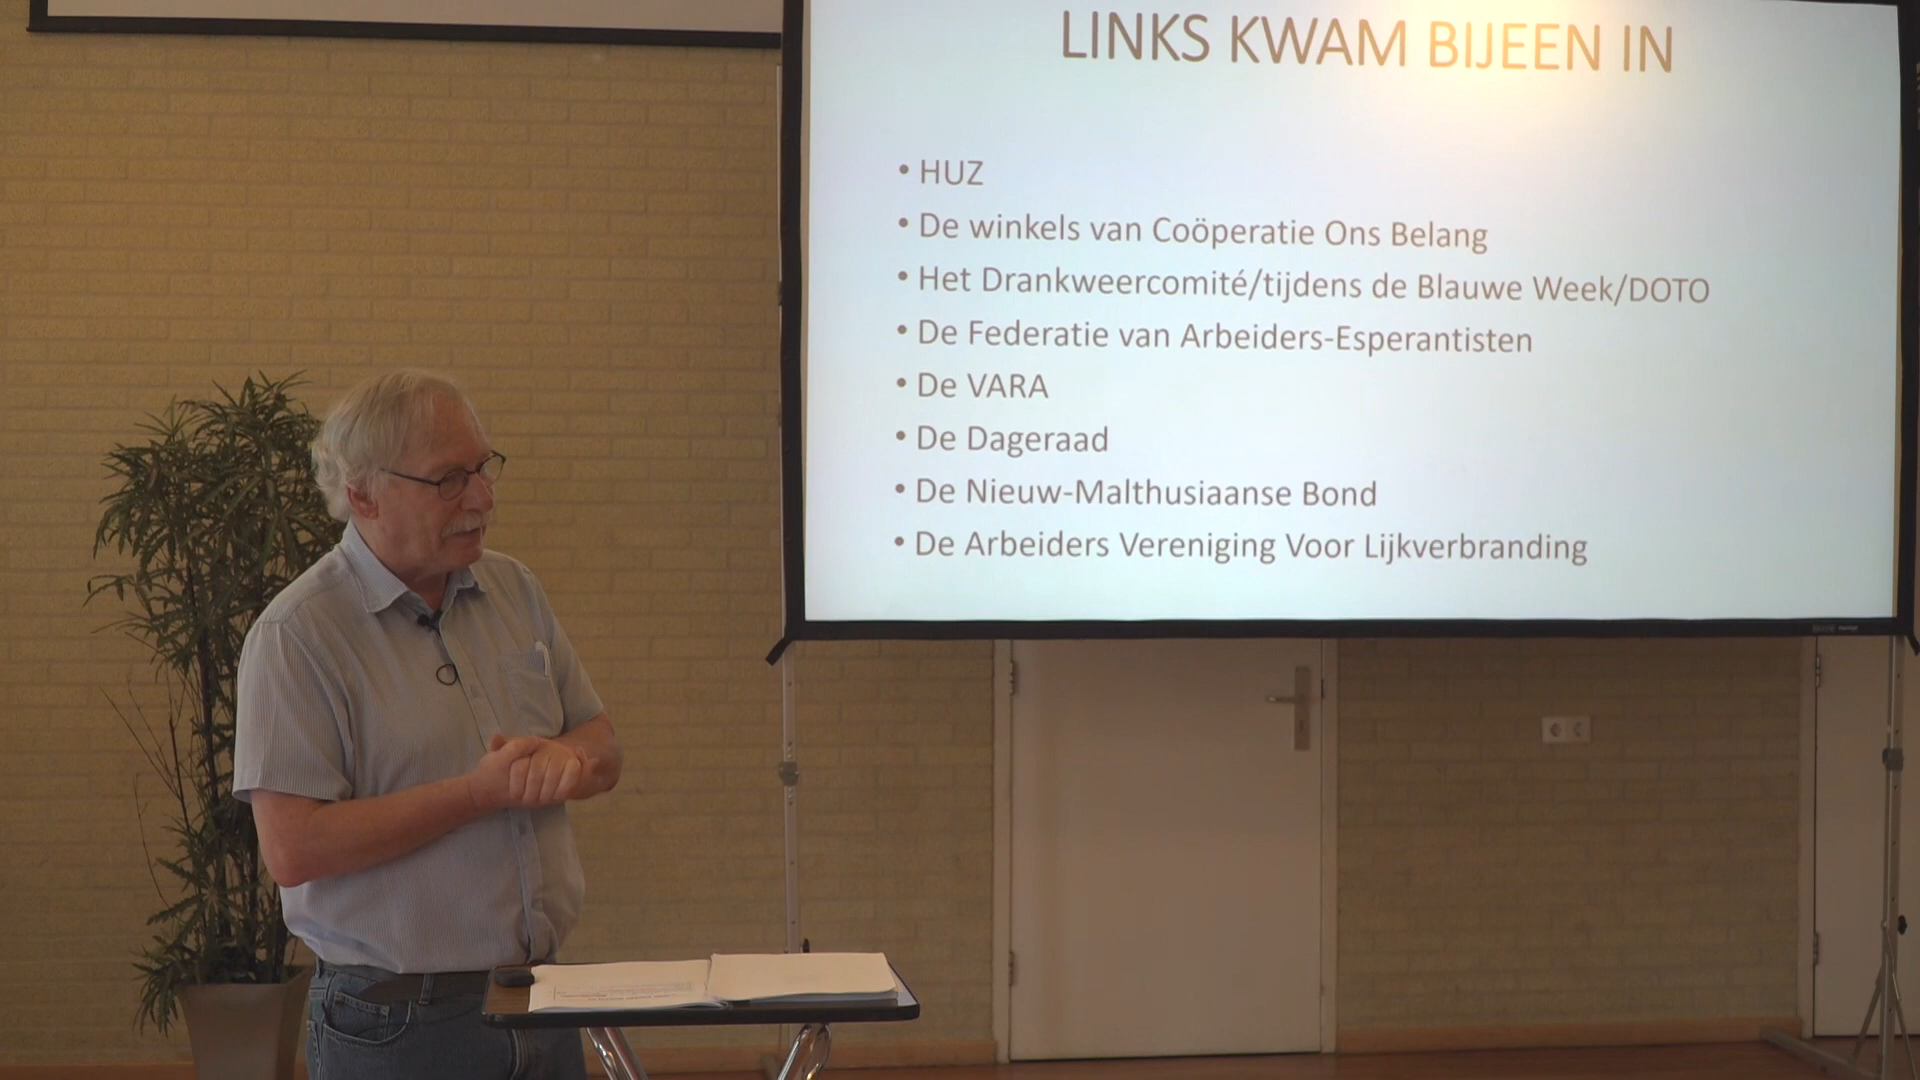 LINKS KWAM BIJEEN IN
• HUZ
• De winkels van Coöperatie Ons Belang
• Het Drankweercomité/tijdens de Blauwe Week/DOTO
• De Federatie van Arbeiders-Esperantisten
• De VARA
• De Dageraad
• De Nieuw-Malthusiaanse Bond
• De Arbeiders Vereniging Voor Lijkverbranding